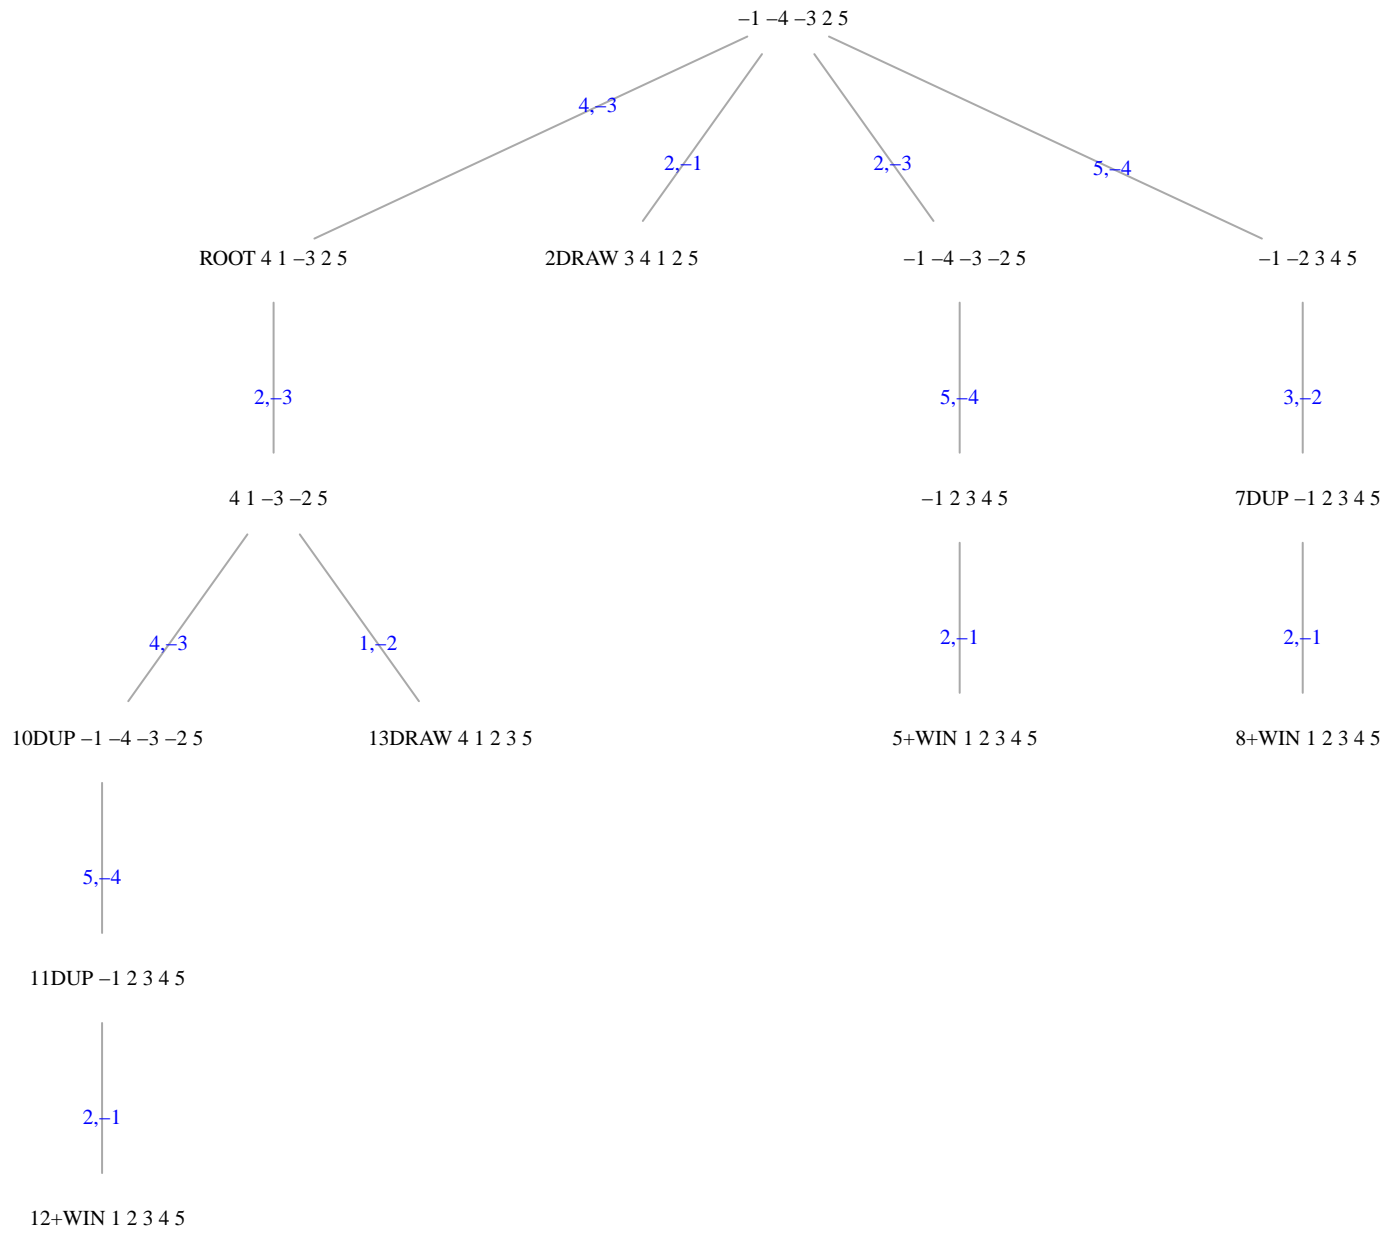 –1 –4 –3 2 5
4,–3
2,–1
2,–3
5,–4
ROOT 4 1 –3 2 5
2DRAW 3 4 1 2 5
–1 –4 –3 –2 5
–1 –2 3 4 5
2,–3
5,–4
3,–2
4 1 –3 –2 5
–1 2 3 4 5
7DUP –1 2 3 4 5
4,–3
1,–2
2,–1
2,–1
10DUP –1 –4 –3 –2 5
13DRAW 4 1 2 3 5
5+WIN 1 2 3 4 5
8+WIN 1 2 3 4 5
5,–4
11DUP –1 2 3 4 5
2,–1
12+WIN 1 2 3 4 5